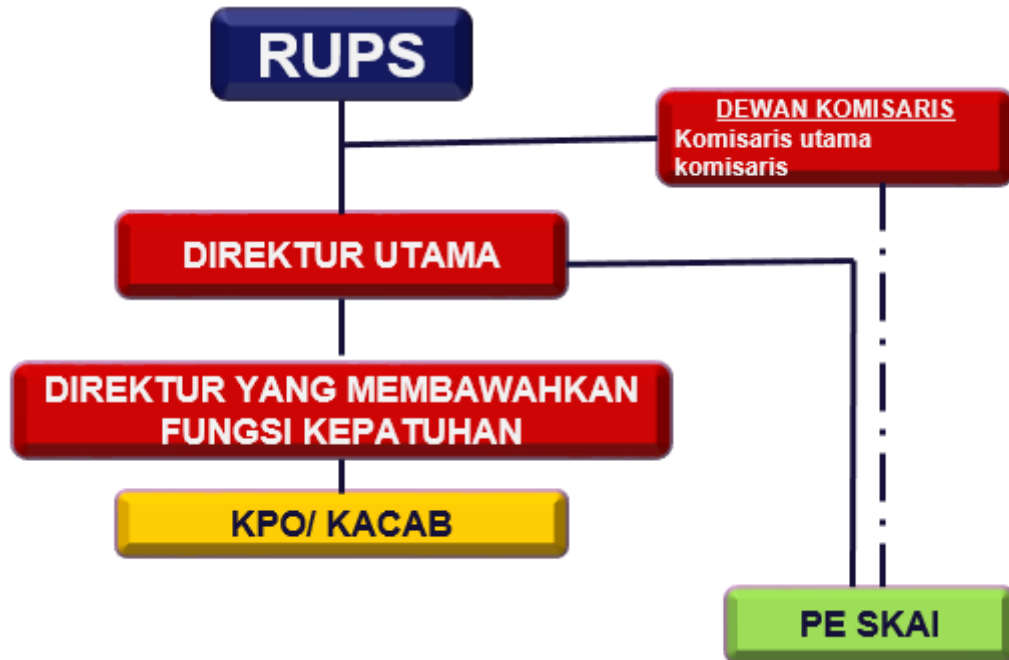 RUPS
DEWAN KOMISARIS
Komisaris utama
komisaris
DIREKTUR UTAMA
DIREKTUR YANG MEMBAWAHKAN
FUNGSI KEPATUHAN
KPO/ KACAB
PE SKAI